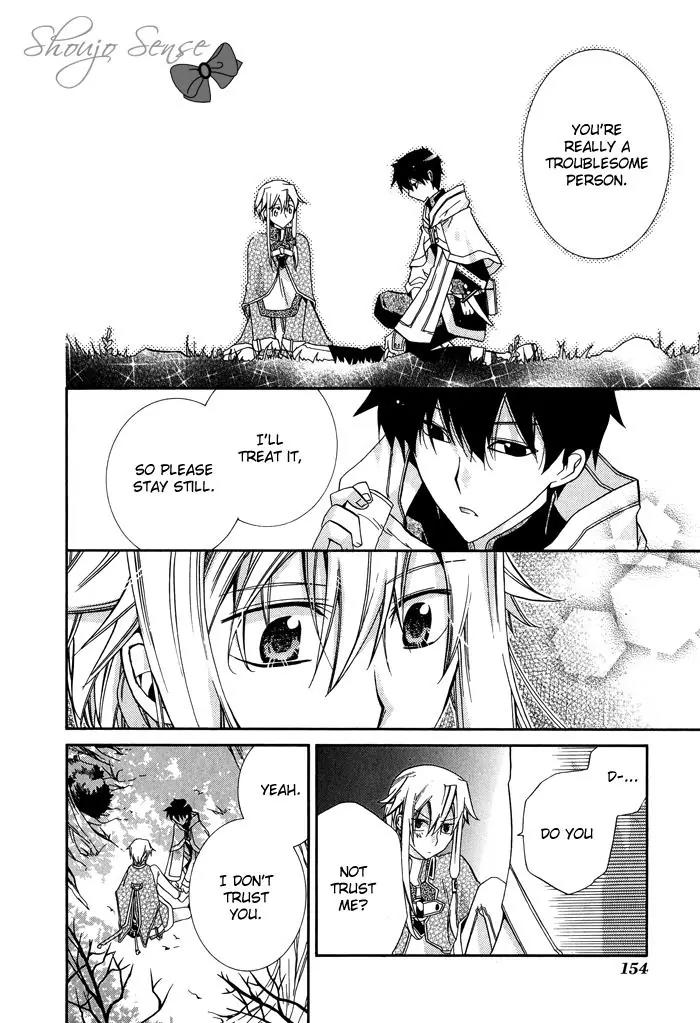 Shoujo Sense
YOU'RE
REALLY A
TROUBLESOME
PERSON.
I'LL
TREAT IT,
SO PLEASE
STAY STILL.
D-...
DO YOU
NOT
TRUST
ME?
YEAH.
I DON'T
TRUST
YOU.
154